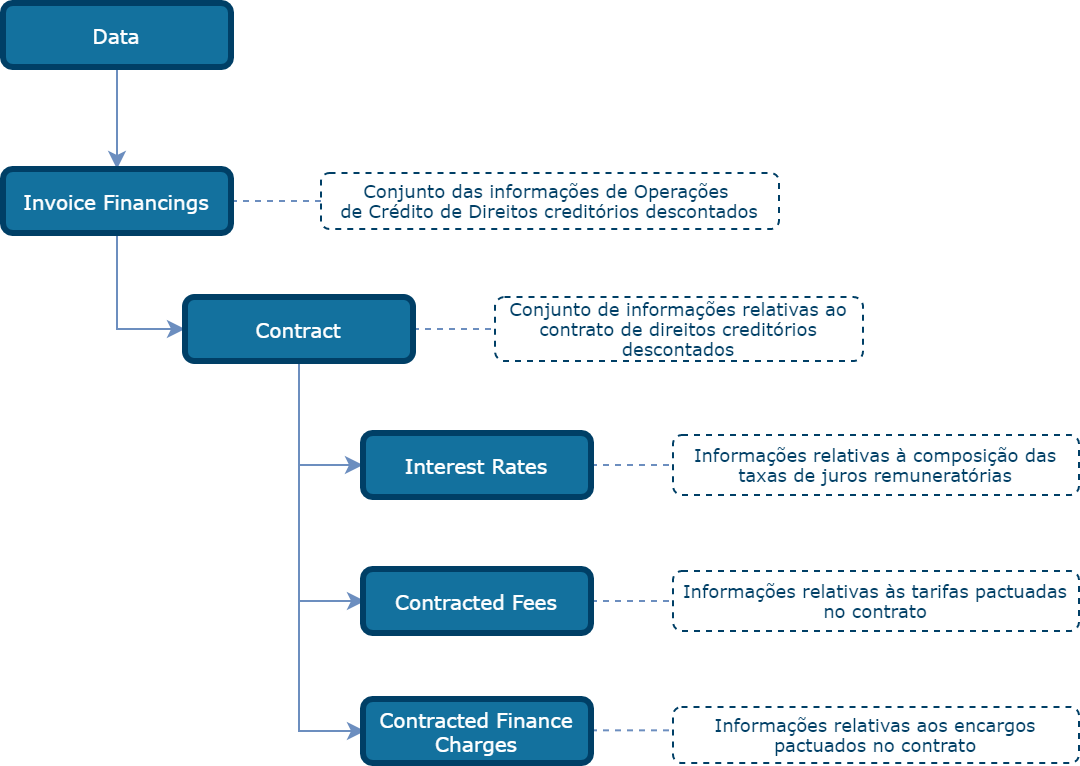 Data
Invoice Financings
Conjunto das informações de Operações
de Crédito de Direitos creditórios descontados
Contract
Conjunto de informações relativas ao
contrato de direitos creditórios
descontados
Interest Rates
Informações relativas à composição das
taxas de juros remuneratórias
Contracted Fees
Informações relativas às tarifas pactuadas
no contrato
Contracted Finance
Charges
Informações relativas aos encargos
pactuados no contrato